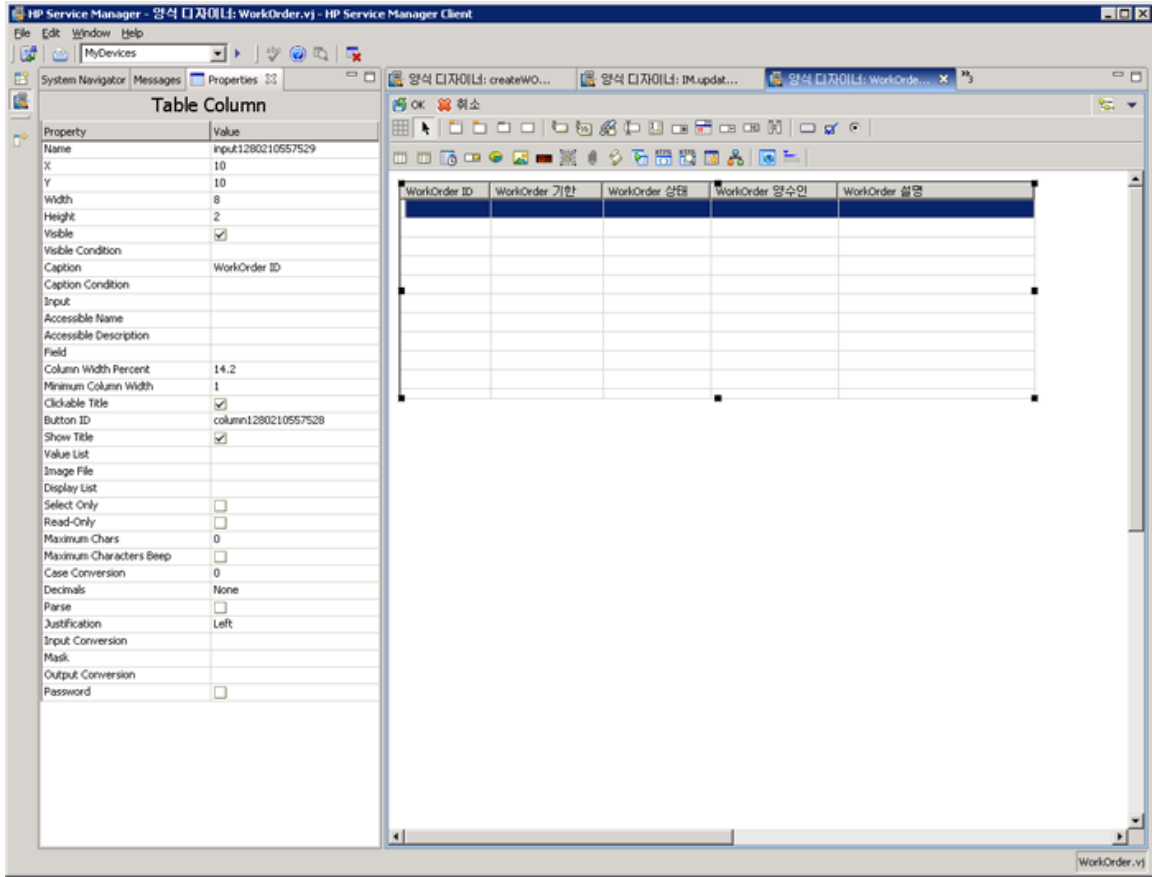 HP Service Manager - 양식 디자이너: WorkOrder.vj - HP Service Manager Client
File Edit Window Help
MyDevices
System Navigator Messages Properties
양식 디자이너: createWO... 양식 디자이너: IM.updat... 양식 디자이너: WorkOrde... 3
Table Column
OK 취소
Property Value
Name input1280210557529
X 10
Y 10
Width 8
Height 2
Visible
Visible Condition
Caption WorkOrder ID
Caption Condition
Input
Accessible Name
Accessible Description
Field
Column Width Percent 14.2
Minimum Column Width 1
Clickable Title
Button ID column1280210557528
Show Title
Value List
Image File
Display List
Select Only
Read-Only
Maximum Chars 0
Maximum Characters Beep
Case Conversion 0
Decimals None
Parse
Justification Left
Input Conversion
Mask
Output Conversion
Password
WorkOrder ID WorkOrder 기한 WorkOrder 상태 WorkOrder 양수인 WorkOrder 설명
WorkOrder.vj